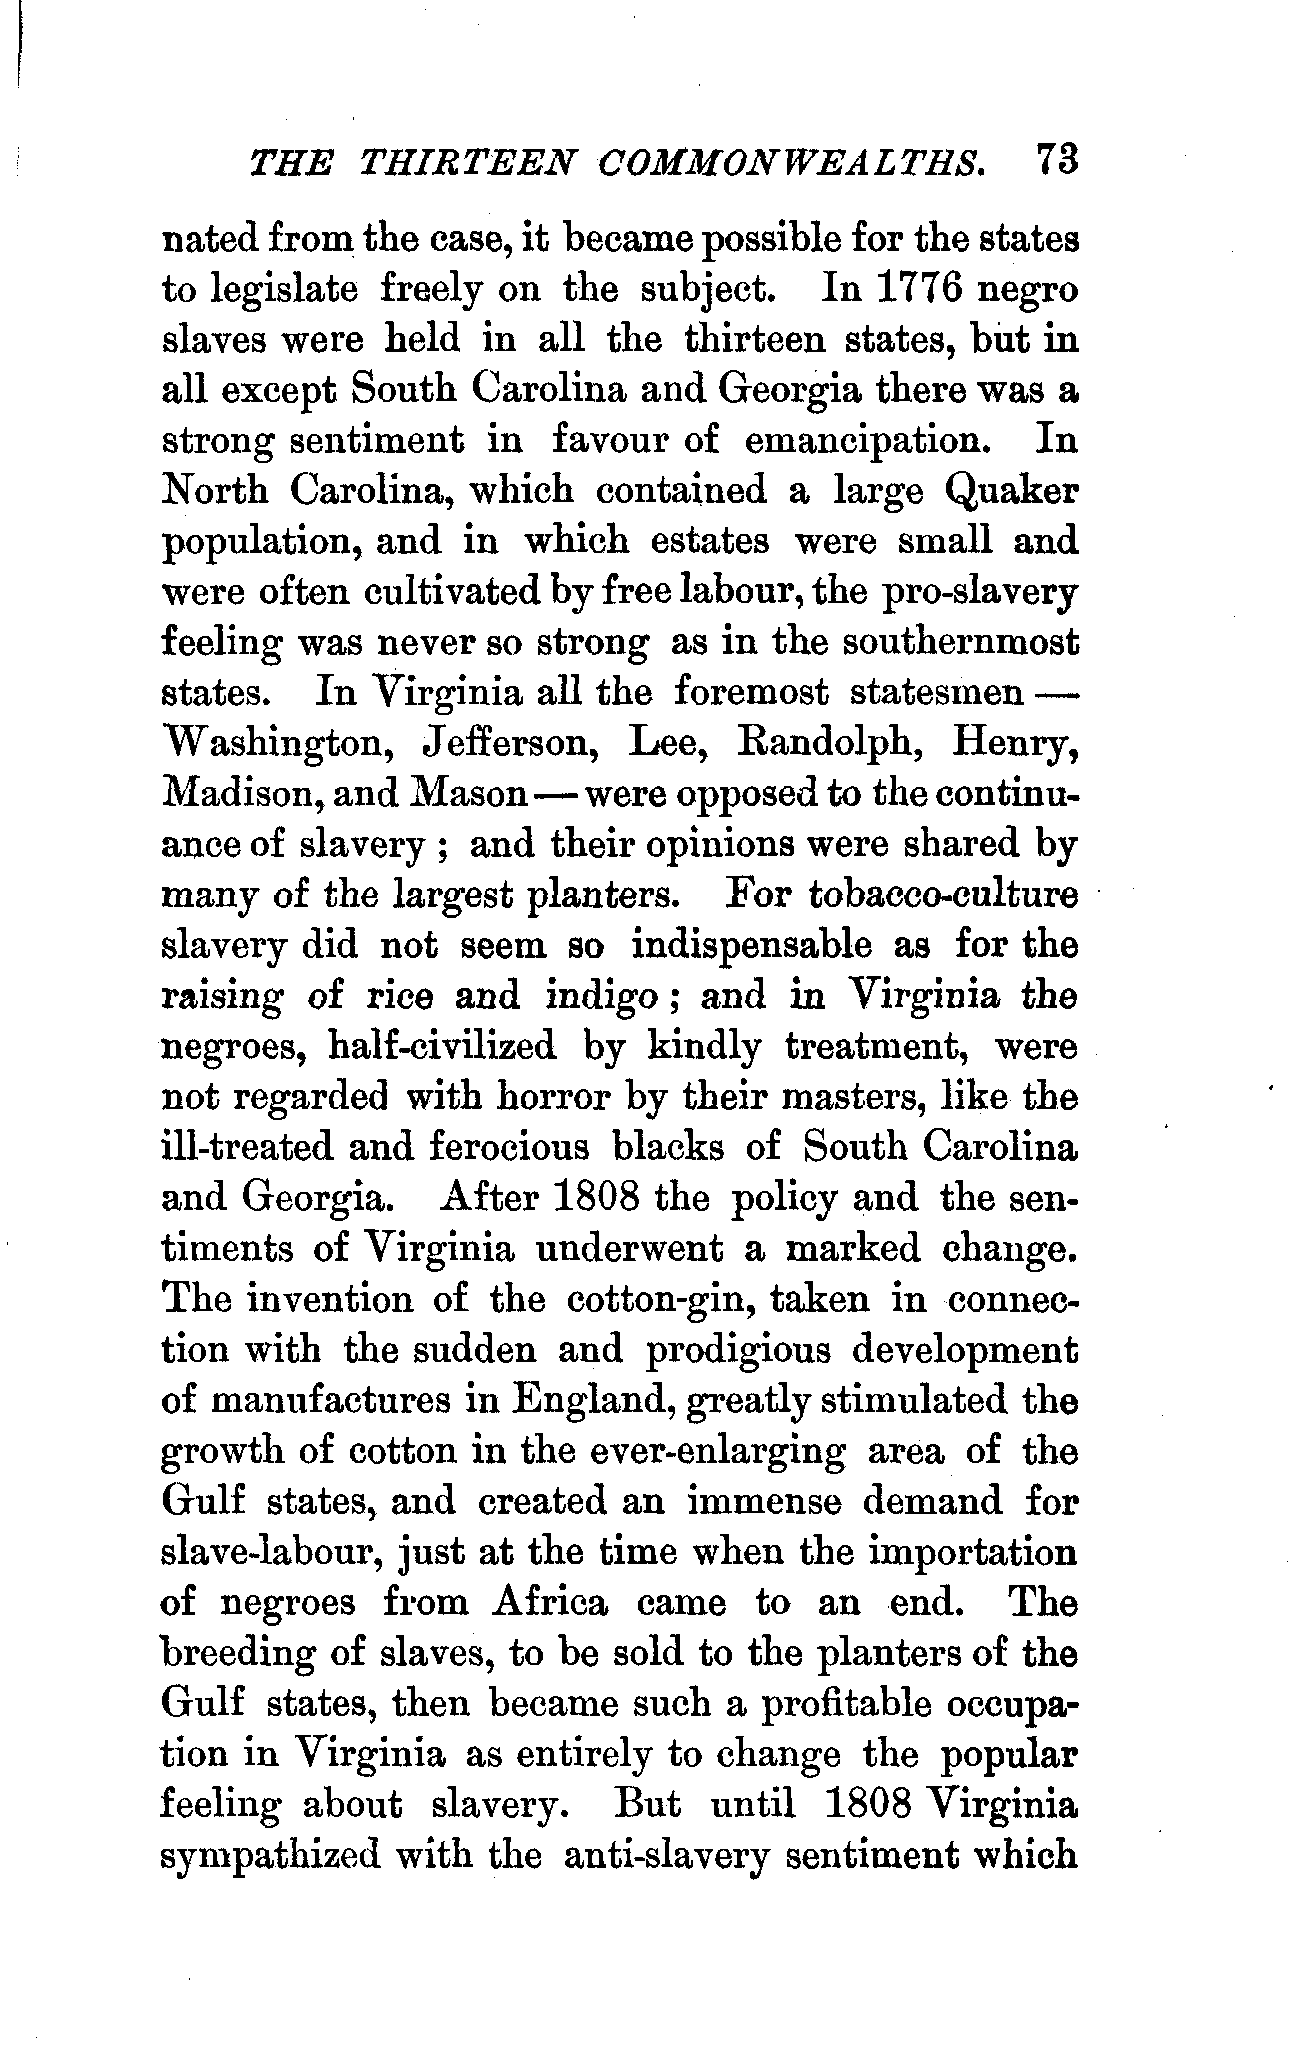 THE THIRTEEN COMMONWEALTHS. 73
nated from the case, it became possible for the states
to legislate freely on the subject. In 1776 negro
slaves were held in all the thirteen states, but in
all except South Carolina and Georgia there was a
strong sentiment in favour of emancipation. In
North Carolina, which contained a large Quaker
population, and in which estates were small and
were often cultivated by free labour, the pro-slavery
feeling was never so strong as in the southernmost
states. In Virginia all the foremost statesmen —
Washington, Jefferson, Lee, Randolph, Henry,
Madison, and Mason — were opposed to the continu-
ance of slavery ; and their opinions were shared by
many of the largest planters. For tobacco-culture
slavery did not seem so indispensable as for the
raising of rice and indigo ; and in Virginia the
negroes, half-civilized by kindly treatment, were
not regarded with horror by their masters, like the
ill-treated and ferocious blacks of South Carolina
and Georgia. After 1808 the policy and the sen-
timents of Virginia underwent a marked change.
The invention of the cotton-gin, taken in connec-
tion with the sudden and prodigious development
of manufactures in England, greatly stimulated the
growth of cotton in the ever-enlarging area of the
Gulf states, and created an immense demand for
slave-labour, just at the time when the importation
of negroes from Africa came to an end. The
breeding of slaves, to be sold to the planters of the
Gulf states, then became such a profitable occupa-
tion in Virginia as entirely to change the popular
feeling about slavery. But until 1808 Virginia
sympathized with the anti-slavery sentiment which